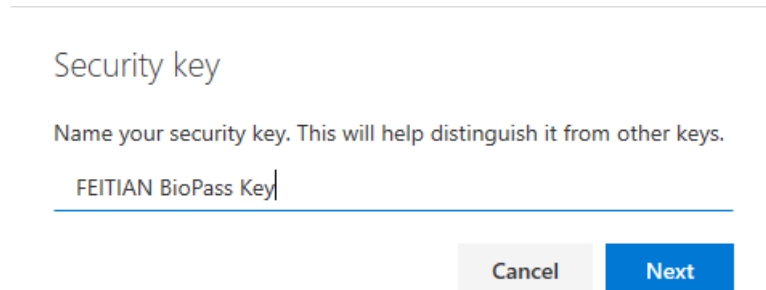 Security key
Name your security key. This will help distinguish it from other keys.
FEITIAN BioPass Key
Cancel Next